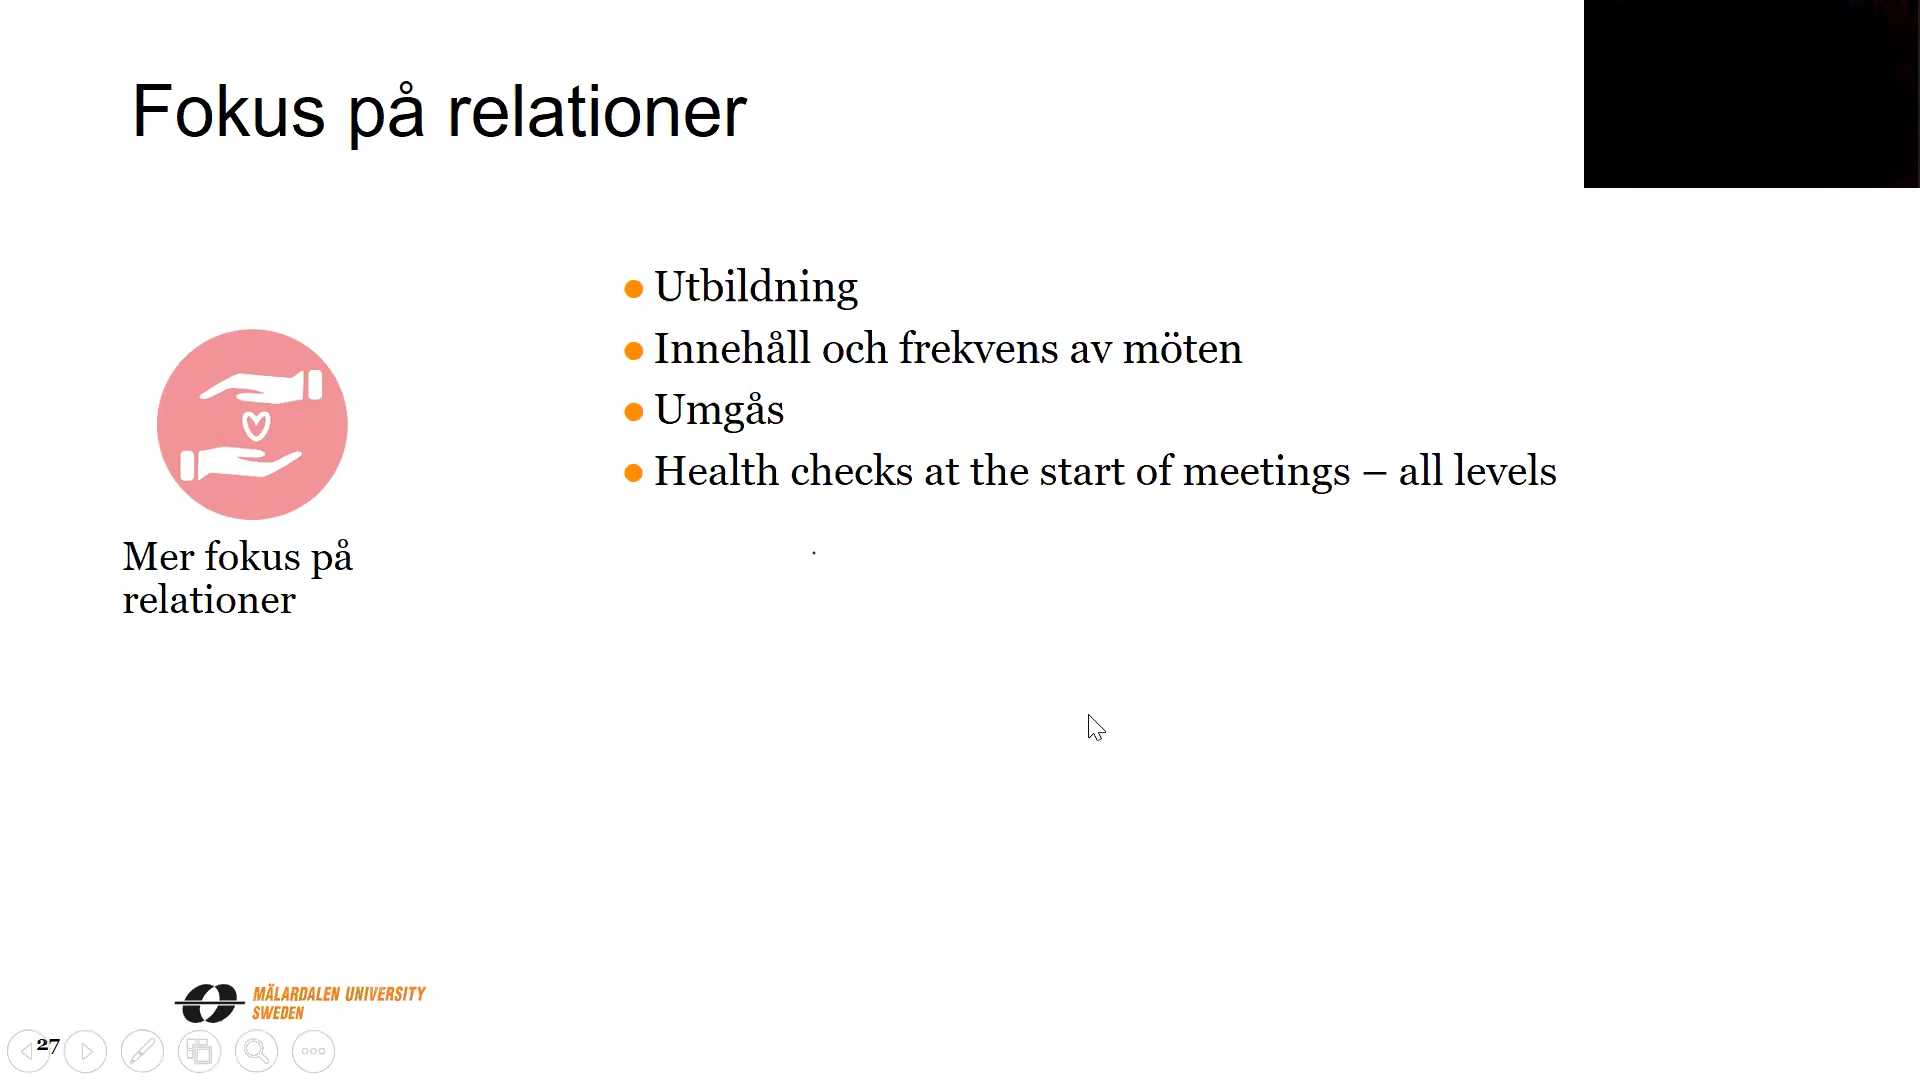 Fokus på relationer
Utbildning
Innehåll och frekvens av möten
Umgås
Health checks at the start of meetings – all levels
Mer fokus på
relationer
MÄLARDALEN UNIVERSITY
SWEDEN
27